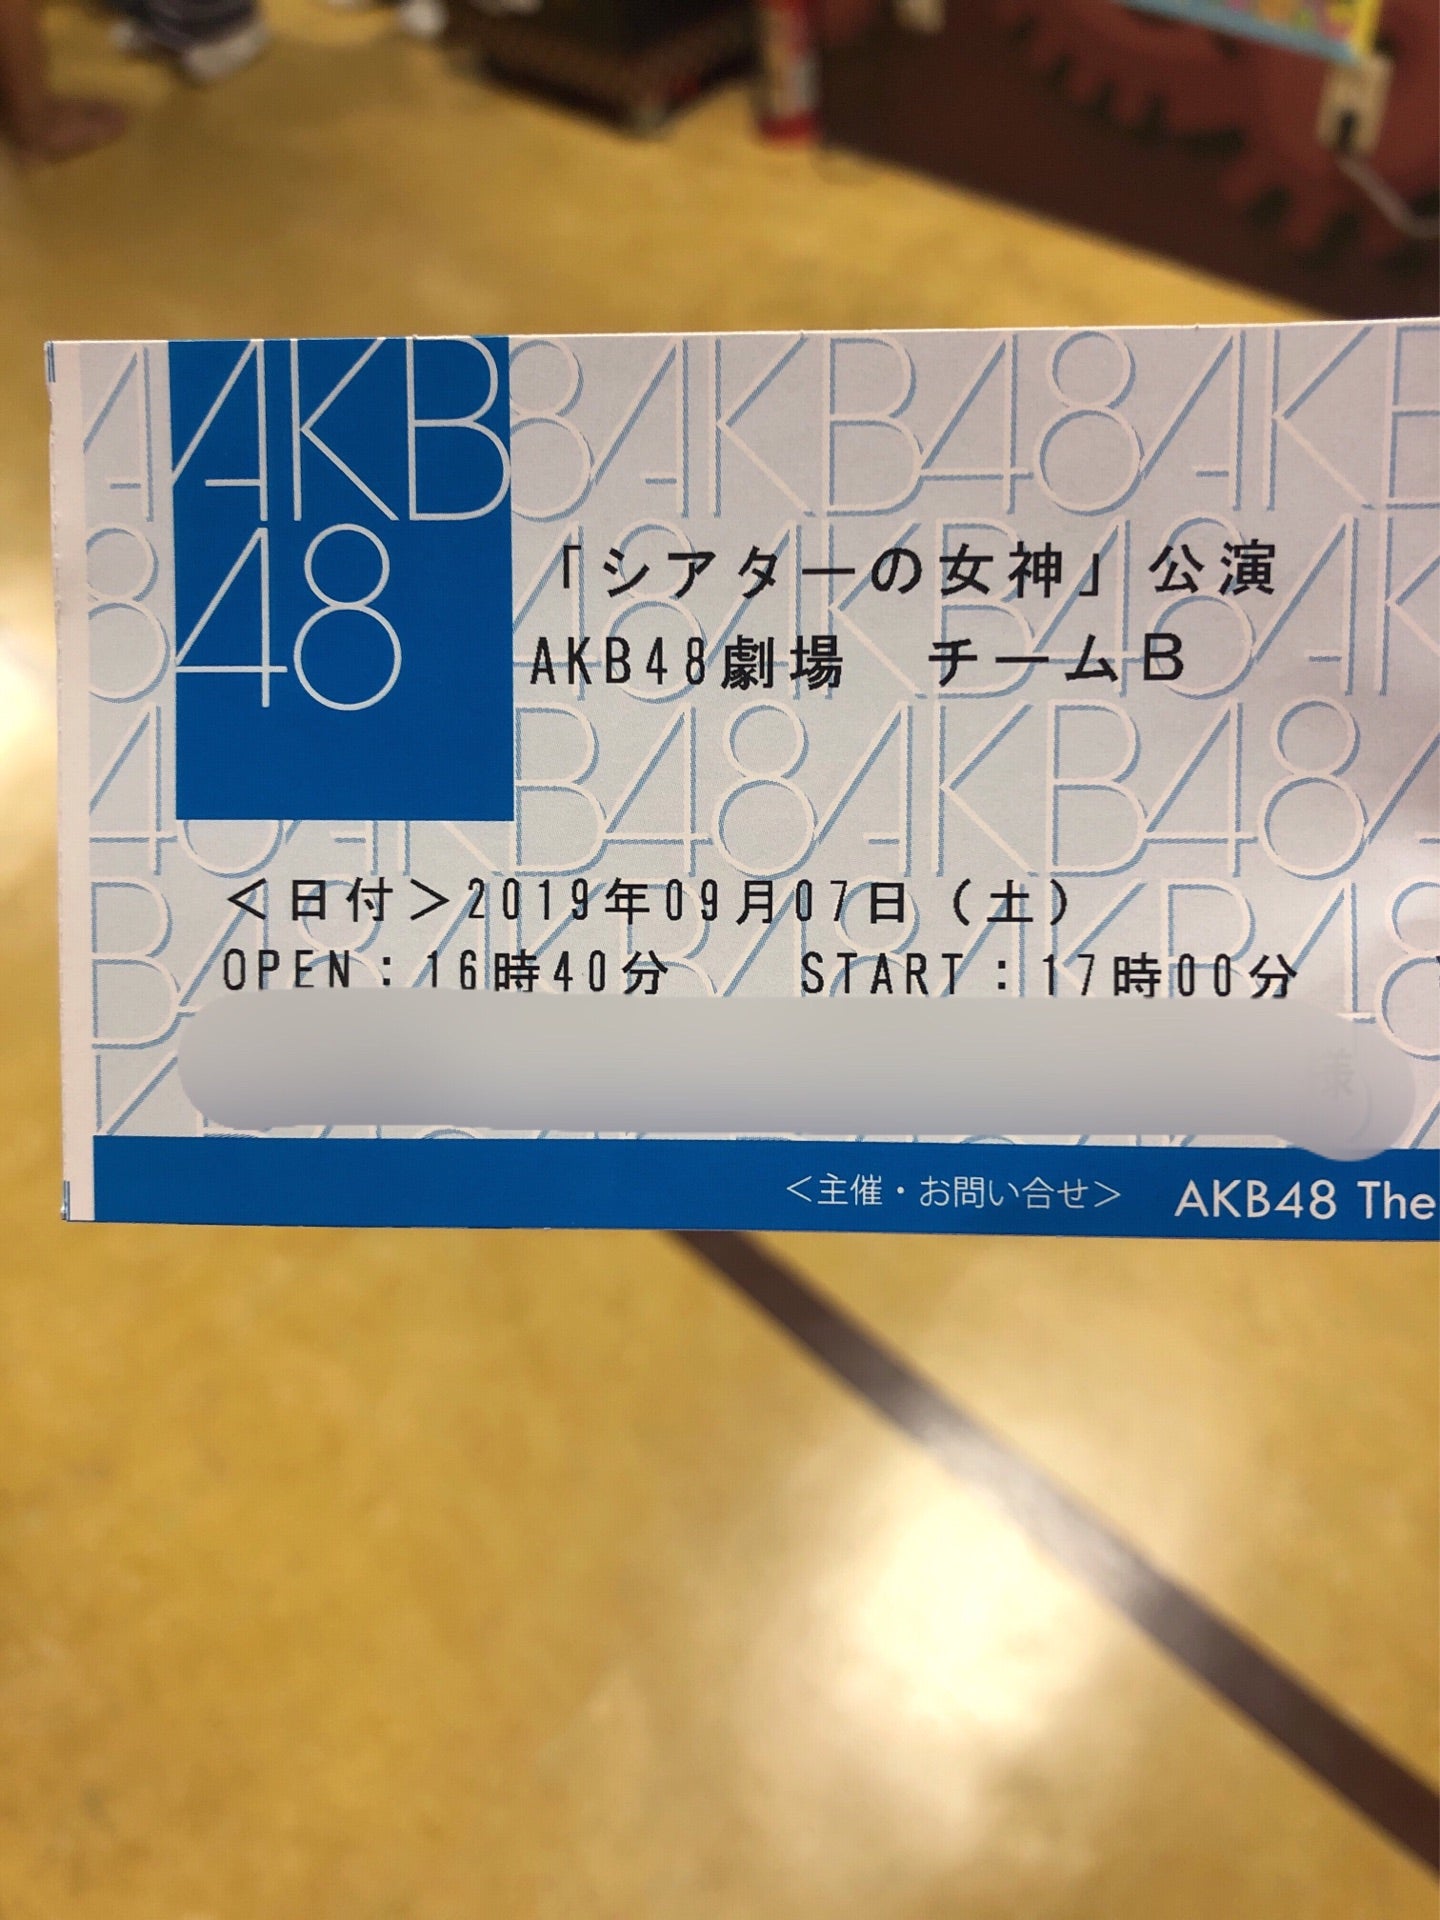 AKB
48
「シアターの女神」公演
AKB48劇場　チームB
＜日付＞2019年09月07日（土）
OPEN：16時40分　START：17時00分
様）
＜主催・お問い合せ＞ AKB48 The